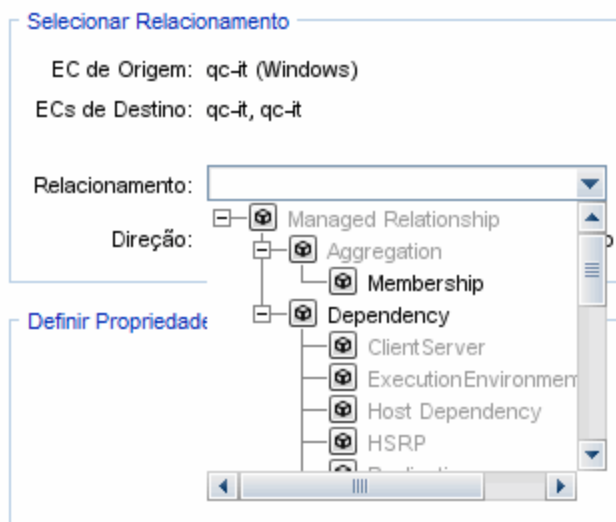 Selecionar Relacionamento
EC de Origem: qc-it (Windows)
ECs de Destino: qc-it, qc-it
Relacionamento:
Managed Relationship
Direção:
Aggregation
Membership
Definir Propriedade
Dependency
ClientServer
ExecutionEnvironmen
Host Dependency
HSRP